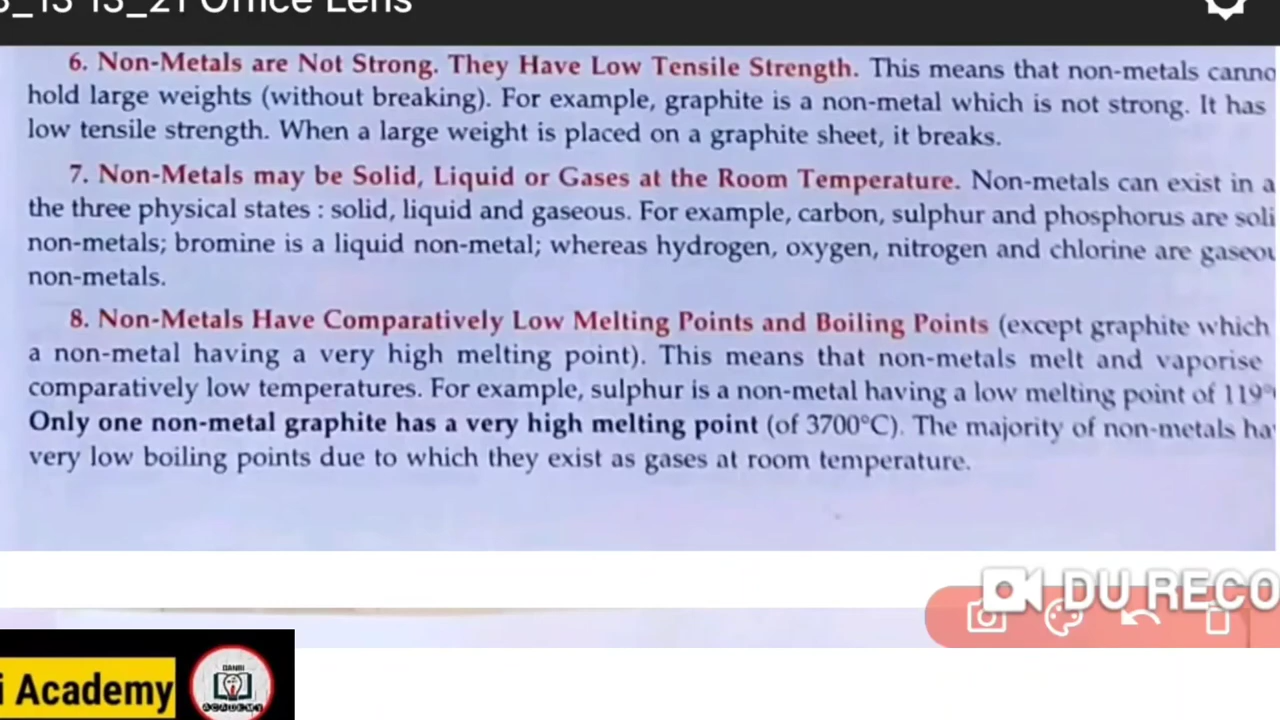 Office Lens
6. Non-Metals are Not Strong. They Have Low Tensile Strength. This means that non-metals canno
hold large weights (without breaking). For example, graphite is a non-metal which is not strong. It has
low tensile strength. When a large weight is placed on a graphite sheet, it breaks.
7. Non-Metals may be Solid, Liquid or Gases at the Room Temperature. Non-metals can exist in a
the three physical states : solid, liquid and gaseous. For example, carbon, sulphur and phosphorus are soli
non-metals; bromine is a liquid non-metal; whereas hydrogen, oxygen, nitrogen and chlorine are gaseou
non-metals.
8. Non-Metals Have Comparatively Low Melting Points and Boiling Points (except graphite which
a non-metal having a very high melting point). This means that non-metals melt and vaporise
comparatively low temperatures. For example, sulphur is a non-metal having a low melting point of 119°
Only one non-metal graphite has a very high melting point (of 3700°C). The majority of non-metals ha
very low boiling points due to which they exist as gases at room temperature.
DU RECO
i Academy
ACADEMY